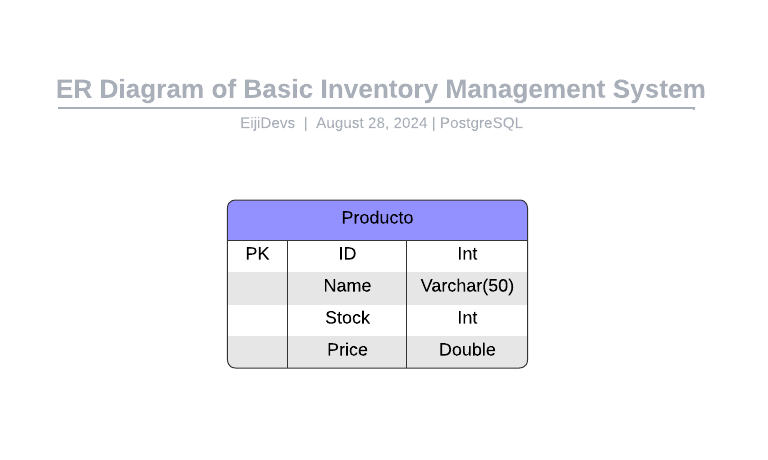 ER Diagram of Basic Inventory Management System
EijiDevs | August 28, 2024 | PostgreSQL
Producto
PK ID Int
Name Varchar(50)
Stock Int
Price Double